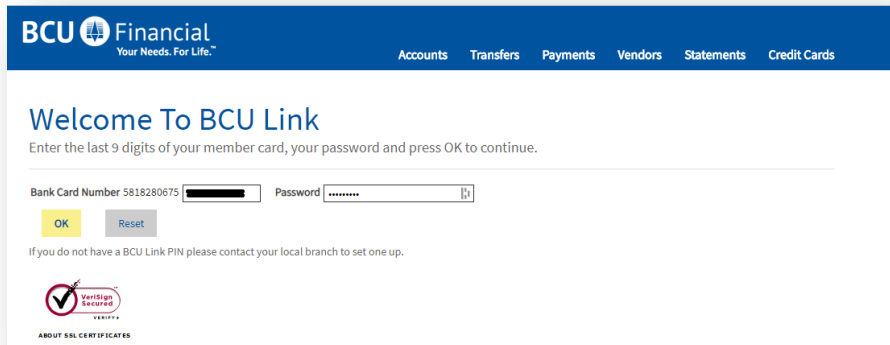 BCU Financial
Your Needs. For Life.™
Accounts Transfers Payments Vendors Statements Credit Cards
Welcome To BCU Link
Enter the last 9 digits of your member card, your password and press OK to continue.
Bank Card Number 5818280675 Password •••••••••
OK Reset
If you do not have a BCU Link PIN please contact your local branch to set one up.
VeriSign
Secured
VERIFY▸
ABOUT SSL CERTIFICATES